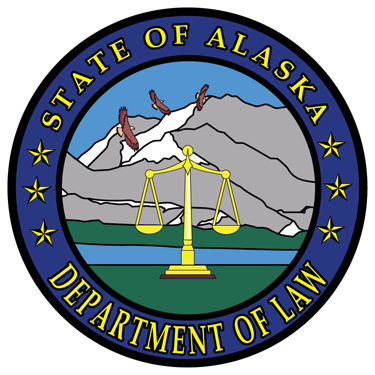 STATE OF ALASKA
DEPARTMENT OF LAW